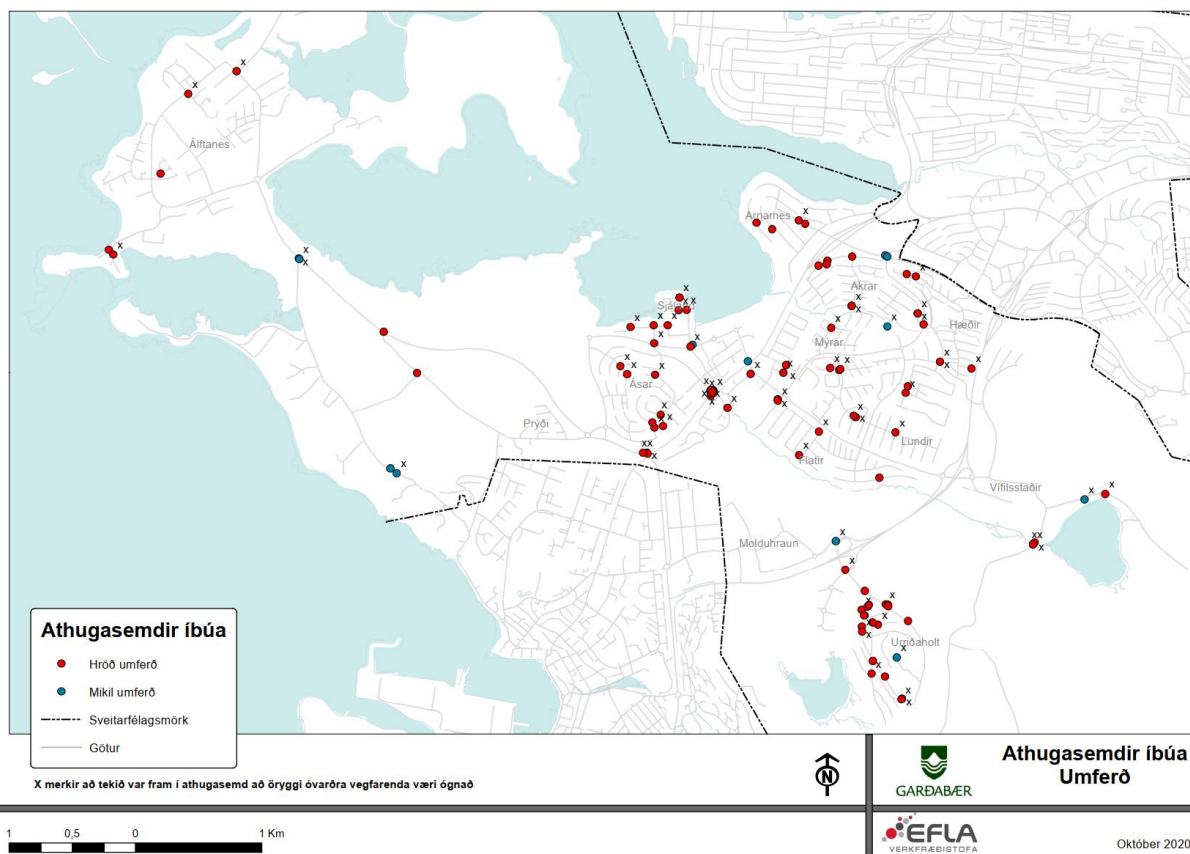 Álftanes
Arnarnes
Akrar
Sjáland
Hæðir
Mýrar
Ásar
Prýði
Lundir
Flatir
Vífilsstaðir
Molduhraun
Urriðaholt
Athugasemdir íbúa
Hröð umferð
Mikil umferð
Sveitarfélagsmörk
Götur
X merkir að tekið var fram í athugasemd að öryggi óvarðra vegfarenda væri ógnað
N
GARÐABÆR
Athugasemdir íbúa
Umferð
1 0,5 0 1 Km
EFLA
VERKFRÆÐISTOFA
Október 2020